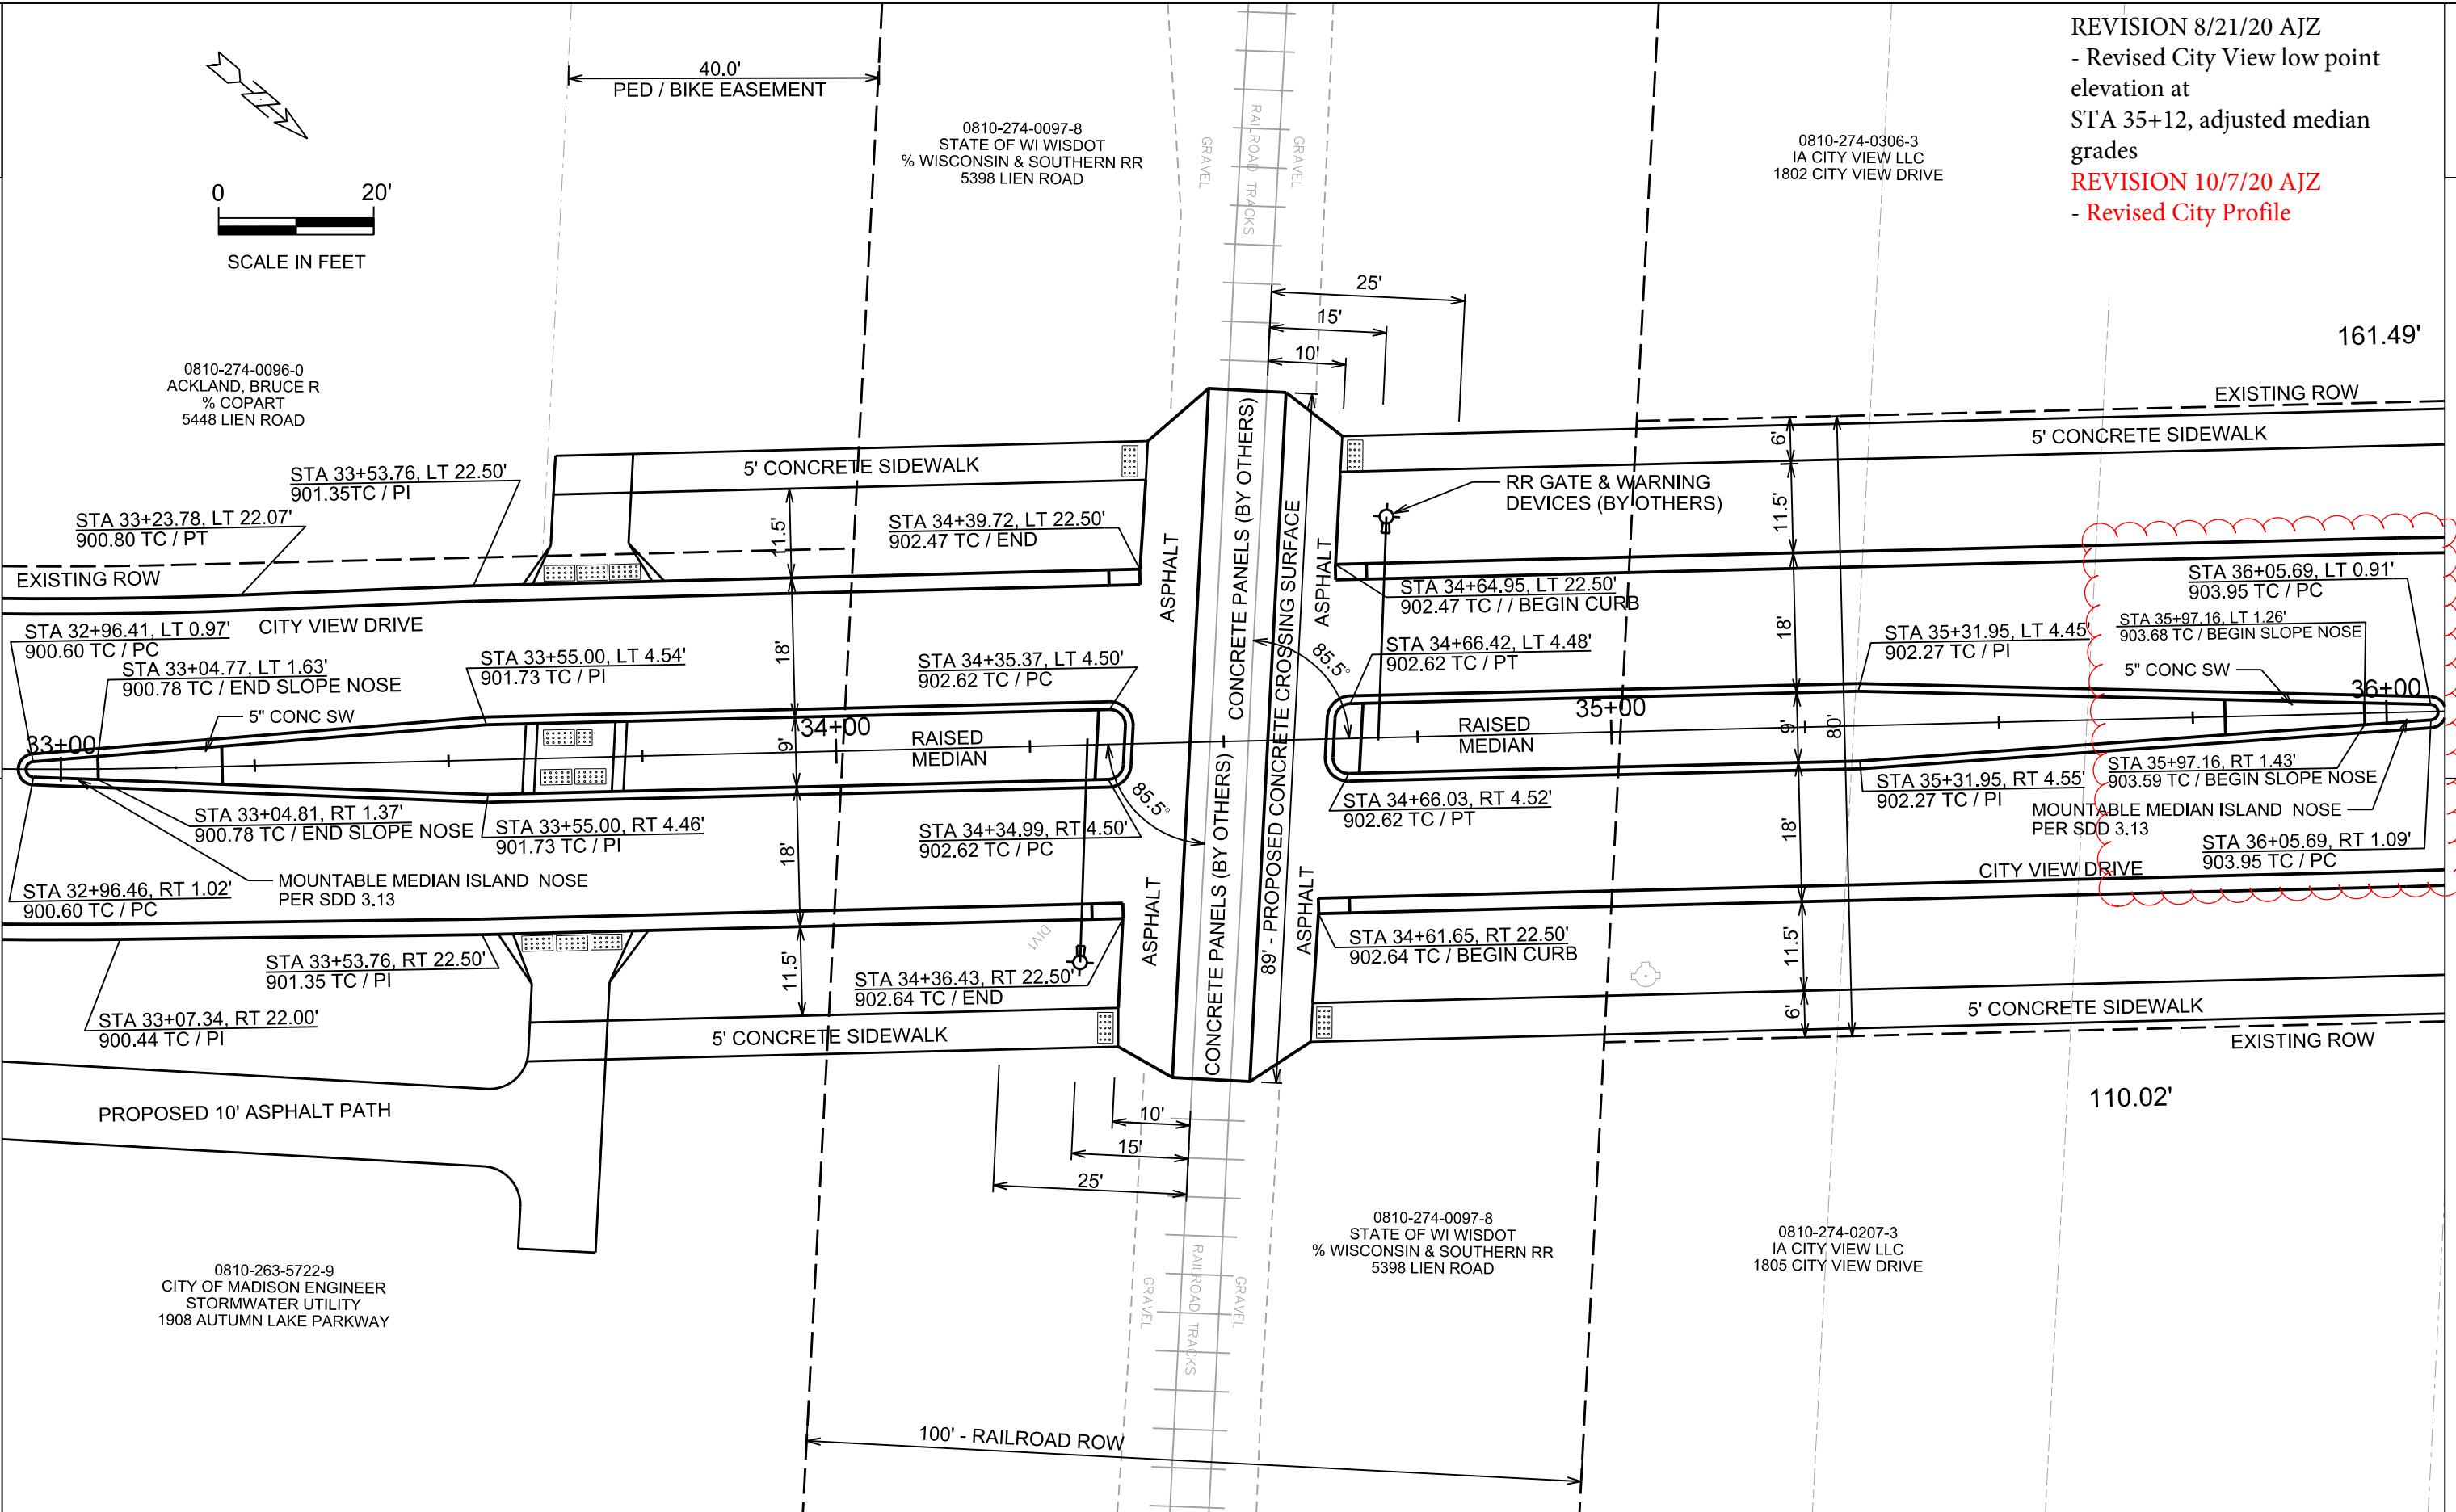 REVISION 8/21/20 AJZ
- Revised City View low point
elevation at
STA 35+12, adjusted median
grades
REVISION 10/7/20 AJZ
- Revised City Profile
40.0'
PED / BIKE EASEMENT
0 20'
SCALE IN FEET
0810-274-0097-8
STATE OF WI WISDOT
% WISCONSIN & SOUTHERN RR
5398 LIEN ROAD
GRAVEL
RAILROAD TRACKS
GRAVEL
0810-274-0306-3
IA CITY VIEW LLC
1802 CITY VIEW DRIVE
25'
15'
10'
161.49'
0810-274-0096-0
ACKLAND, BRUCE R
% COPART
5448 LIEN ROAD
EXISTING ROW
5' CONCRETE SIDEWALK
6'
11.5'
18'
9'
80'
18'
11.5'
6'
STA 33+53.76, LT 22.50'
901.35TC / PI
STA 33+23.78, LT 22.07'
900.80 TC / PT
5' CONCRETE SIDEWALK
11.5'
18'
9'
18'
11.5'
STA 34+39.72, LT 22.50'
902.47 TC / END
ASPHALT
CONCRETE PANELS (BY OTHERS)
CONCRETE PANELS (BY OTHERS)
89' - PROPOSED CONCRETE CROSSING SURFACE
ASPHALT
RR GATE & WARNING
DEVICES (BY OTHERS)
EXISTING ROW
CITY VIEW DRIVE
STA 32+96.41, LT 0.97'
900.60 TC / PC
STA 33+04.77, LT 1.63'
900.78 TC / END SLOPE NOSE
5" CONC SW
STA 33+55.00, LT 4.54'
901.73 TC / PI
STA 34+35.37, LT 4.50'
902.62 TC / PC
STA 34+64.95, LT 22.50'
902.47 TC / / BEGIN CURB
85.5°
STA 34+66.42, LT 4.48'
902.62 TC / PT
STA 35+31.95, LT 4.45'
902.27 TC / PI
STA 36+05.69, LT 0.91'
903.95 TC / PC
STA 35+97.16, LT 1.26'
903.68 TC / BEGIN SLOPE NOSE
5" CONC SW
33+00
34+00
35+00
36+00
RAISED
MEDIAN
RAISED
MEDIAN
85.5°
STA 33+04.81, RT 1.37'
900.78 TC / END SLOPE NOSE
STA 33+55.00, RT 4.46'
901.73 TC / PI
STA 34+34.99, RT 4.50'
902.62 TC / PC
STA 34+66.03, RT 4.52'
902.62 TC / PT
STA 35+31.95, RT 4.55'
902.27 TC / PI
STA 35+97.16, RT 1.43'
903.59 TC / BEGIN SLOPE NOSE
MOUNTABLE MEDIAN ISLAND NOSE
PER SDD 3.13
STA 36+05.69, RT 1.09'
903.95 TC / PC
CITY VIEW DRIVE
STA 32+96.46, RT 1.02'
900.60 TC / PC
MOUNTABLE MEDIAN ISLAND NOSE
PER SDD 3.13
ASPHALT
ASPHALT
STA 33+53.76, RT 22.50'
901.35 TC / PI
STA 33+07.34, RT 22.00'
900.44 TC / PI
DIV1
STA 34+36.43, RT 22.50'
902.64 TC / END
STA 34+61.65, RT 22.50'
902.64 TC / BEGIN CURB
5' CONCRETE SIDEWALK
5' CONCRETE SIDEWALK
EXISTING ROW
110.02'
PROPOSED 10' ASPHALT PATH
10'
15'
25'
0810-263-5722-9
CITY OF MADISON ENGINEER
STORMWATER UTILITY
1908 AUTUMN LAKE PARKWAY
GRAVEL
RAILROAD TRACKS
GRAVEL
0810-274-0097-8
STATE OF WI WISDOT
% WISCONSIN & SOUTHERN RR
5398 LIEN ROAD
0810-274-0207-3
IA CITY VIEW LLC
1805 CITY VIEW DRIVE
100' - RAILROAD ROW